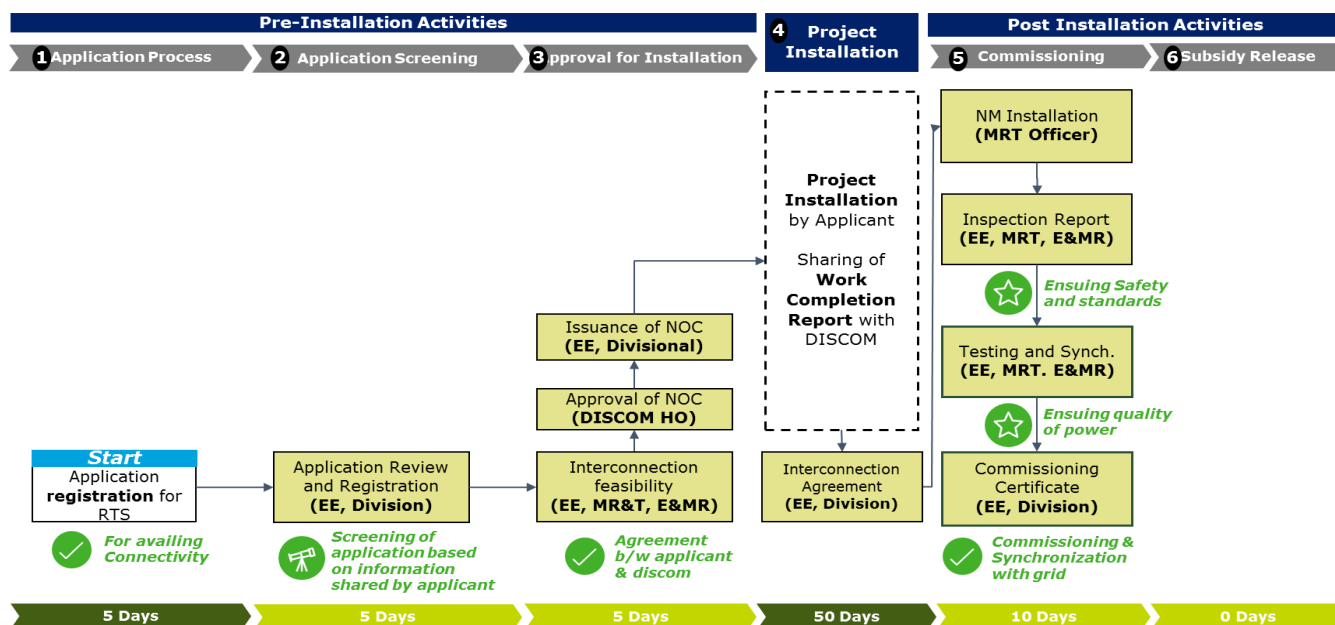 Pre-Installation Activities
4 Project
Installation
Post Installation Activities
1 Application Process
2 Application Screening
3 pproval for Installation
5 Commissioning
6 Subsidy Release
Start
Application
registration for
RTS
For availing
Connectivity
Application Review
and Registration
(EE, Division)
Screening of
application based
on information
shared by applicant
Issuance of NOC
(EE, Divisional)
Approval of NOC
(DISCOM HO)
Interconnection
feasibility
(EE, MR&T, E&MR)
Agreement
b/w applicant
& discom
Project
Installation
by Applicant
Sharing of
Work
Completion
Report with
DISCOM
Interconnection
Agreement
(EE, Division)
NM Installation
(MRT Officer)
Inspection Report
(EE, MRT, E&MR)
Ensuing Safety
and standards
Testing and Synch.
(EE, MRT. E&MR)
Ensuing quality
of power
Commissioning
Certificate
(EE, Division)
Commissioning &
Synchronization
with grid
5 Days
5 Days
5 Days
50 Days
10 Days
0 Days